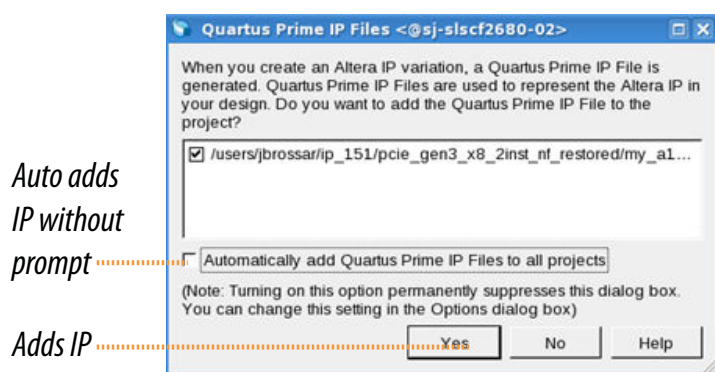 Quartus Prime IP Files <@sj-slscf2680-02>
When you create an Altera IP variation, a Quartus Prime IP File is
generated. Quartus Prime IP Files are used to represent the Altera IP in
your design. Do you want to add the Quartus Prime IP File to the
project?
/users/jbrossar/ip_151/pcie_gen3_x8_2inst_nf_restored/my_a1...
Auto adds
IP without
prompt
Automatically add Quartus Prime IP Files to all projects
(Note: Turning on this option permanently suppresses this dialog box.
You can change this setting in the Options dialog box)
Adds IP
Yes No Help